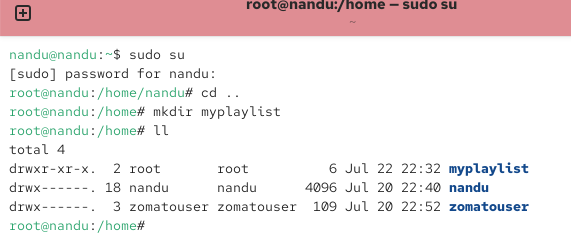 root@nandu:/home — sudo su
~
nandu@nandu:~$ sudo su
[sudo] password for nandu:
root@nandu:/home/nandu# cd ..
root@nandu:/home# mkdir myplaylist
root@nandu:/home# ll
total 4
drwxr-xr-x.  2 root       root          6 Jul 22 22:32 myplaylist
drwx------. 18 nandu      nandu      4096 Jul 20 22:40 nandu
drwx------.  3 zomatouser zomatouser  109 Jul 20 22:52 zomatouser
root@nandu:/home#